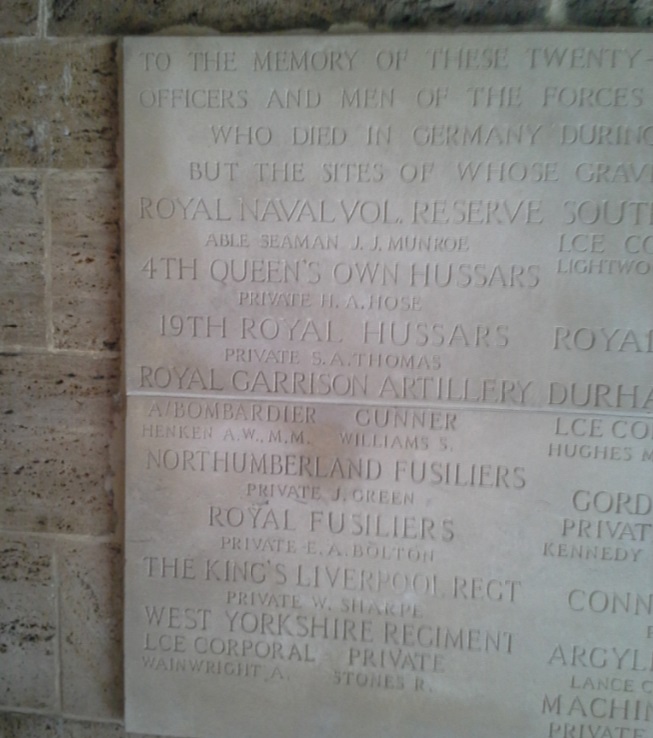 TO THE MEMORY OF THESE TWENTY-
OFFICERS AND MEN OF THE FORCES
WHO DIED IN GERMANY DURING
BUT THE SITES OF WHOSE GRAV
ROYAL NAVAL VOL. RESERVE
ABLE SEAMAN J. J. MUNROE
4TH QUEEN'S OWN HUSSARS
PRIVATE H. A. HOSE
19TH ROYAL HUSSARS
PRIVATE S. A. THOMAS
ROYAL GARRISON ARTILLERY
A/BOMBARDIER GUNNER
HENKEN A.W., M.M. WILLIAMS S.
NORTHUMBERLAND FUSILIERS
PRIVATE J. GREEN
ROYAL FUSILIERS
PRIVATE E. A. BOLTON
THE KING'S LIVERPOOL REGT
PRIVATE W. SHARPE
WEST YORKSHIRE REGIMENT
LCE CORPORAL PRIVATE
WAINWRIGHT A. STONES R.
SOUT
LCE CO
LIGHTWO
ROYA
DURHA
LCE CO
HUGHES M
GORD
PRIVAT
KENNEDY
CONN
ARGYL
LANCE C
MACHIN
PRIVATE